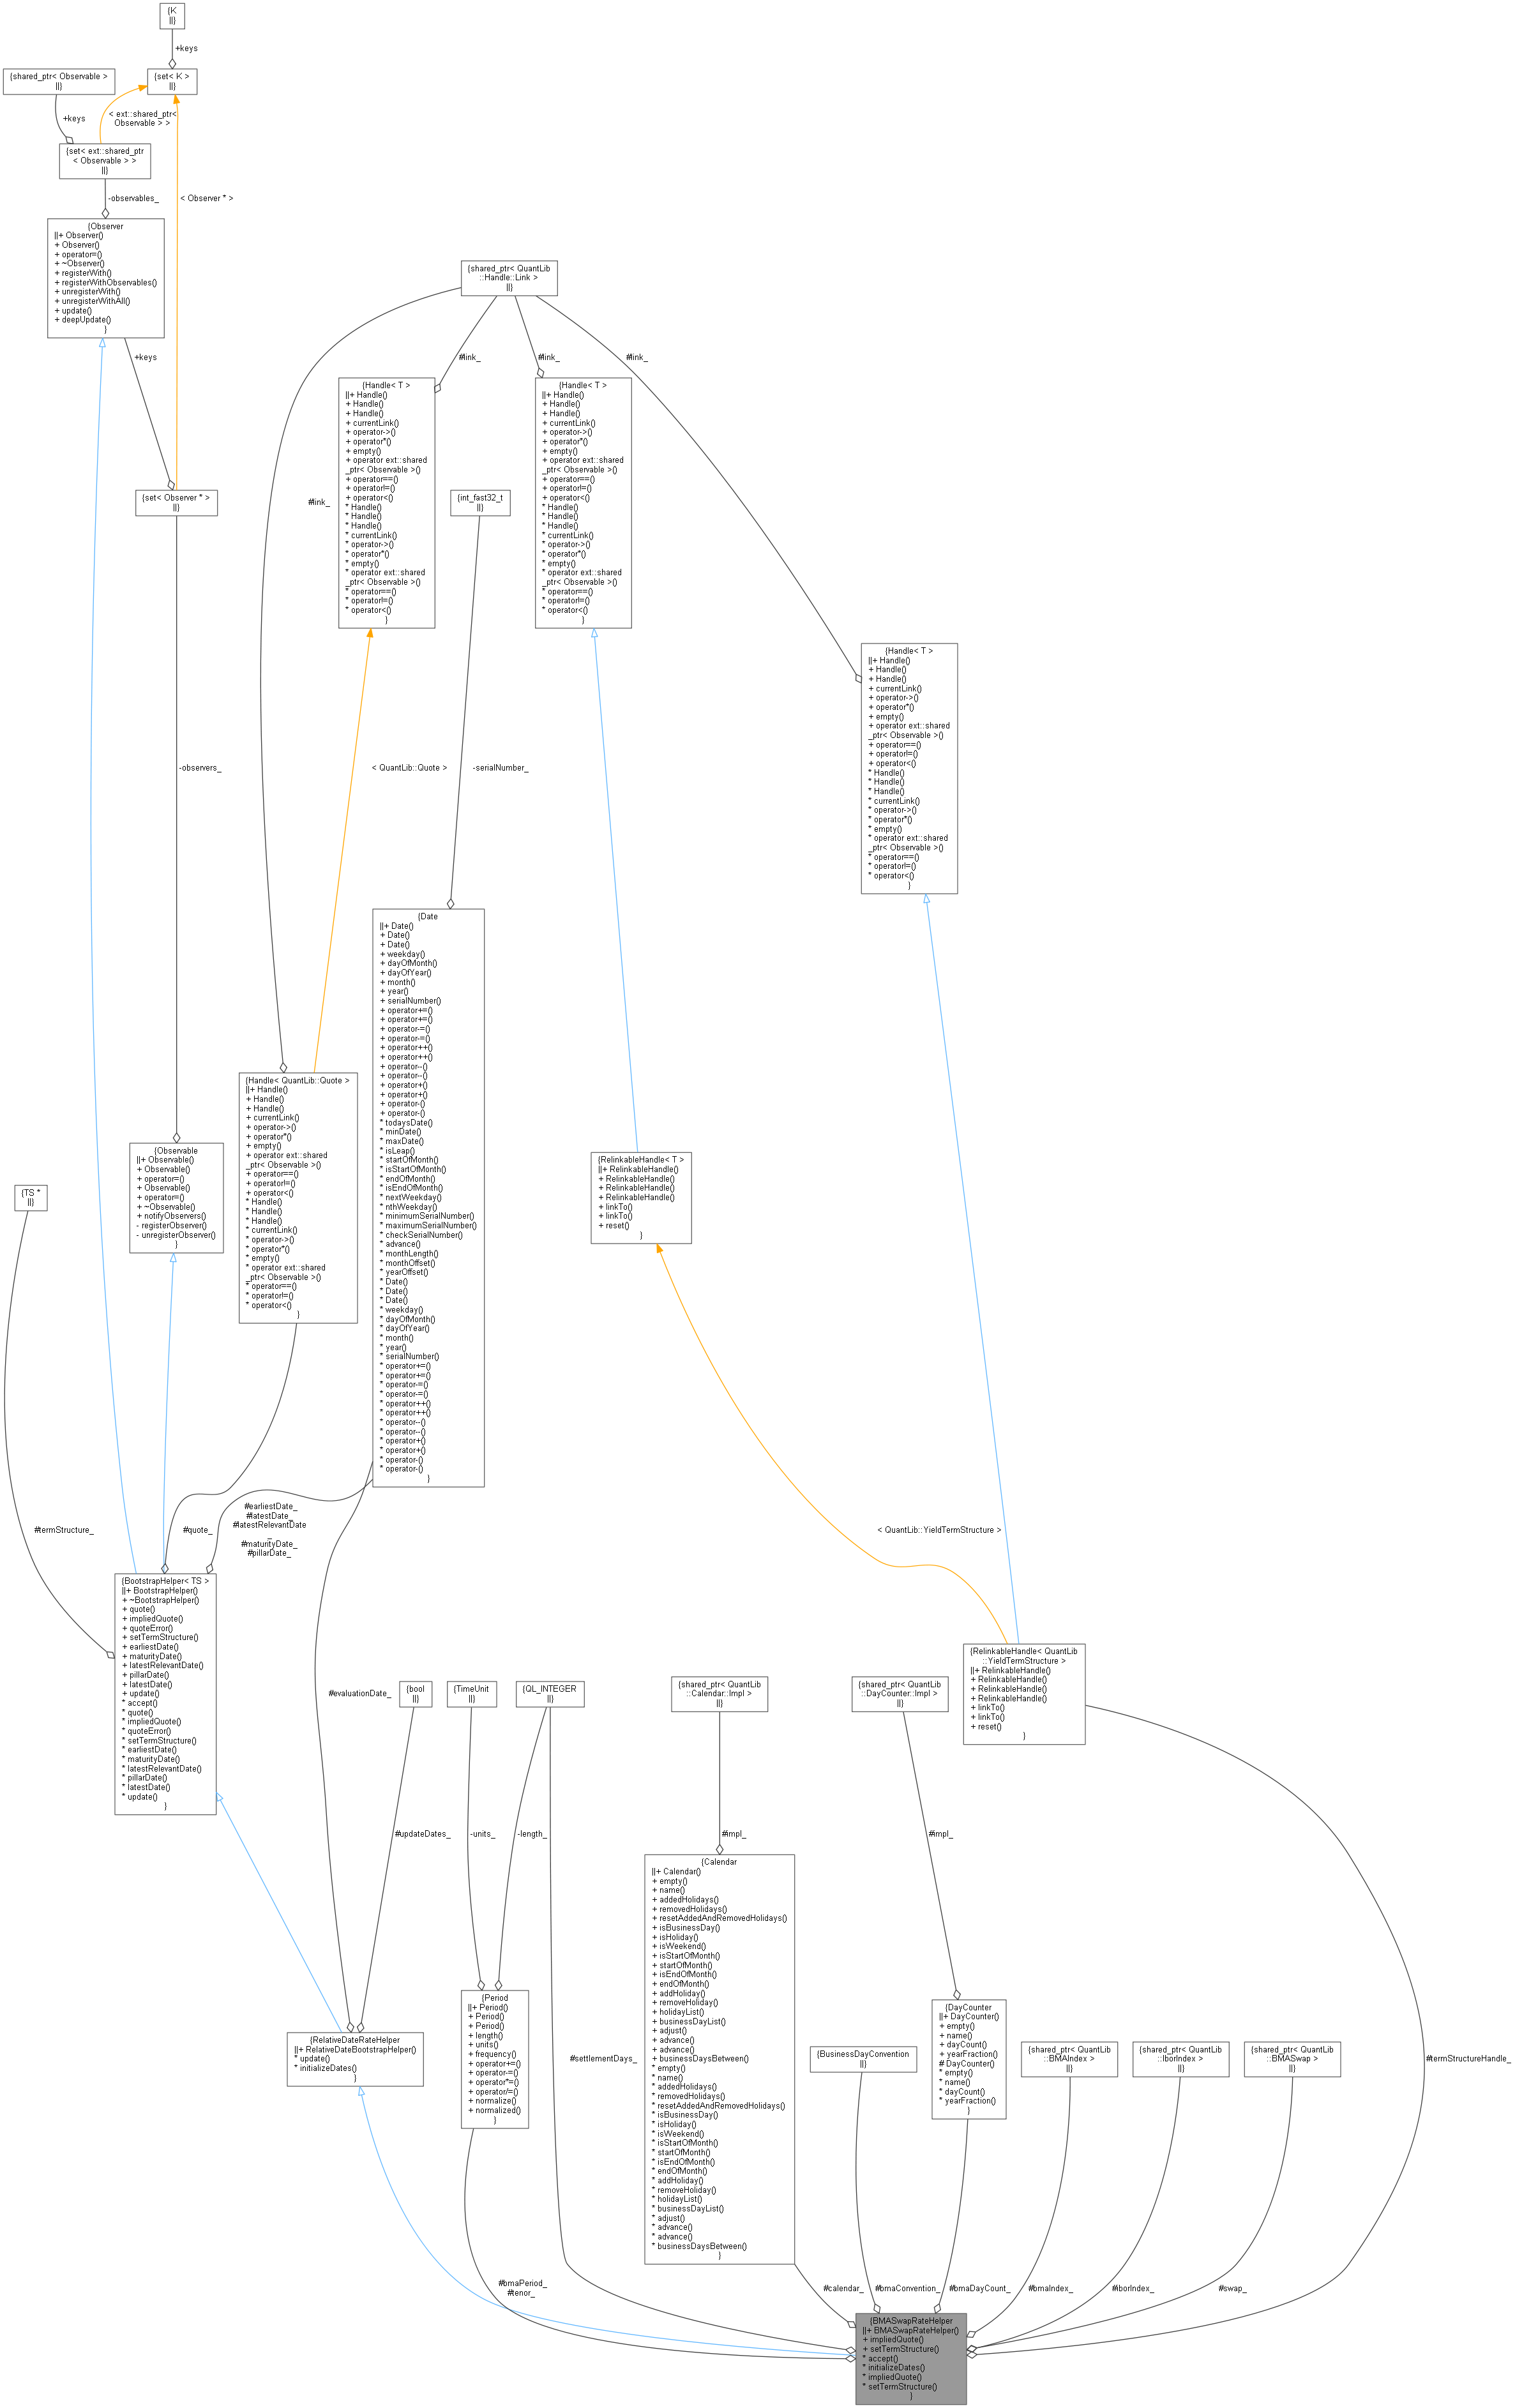 {K
||}
+keys
{shared_ptr< Observable >
||}
{set< K >
||}
+keys
< ext::shared_ptr<
Observable > >
{set< ext::shared_ptr
< Observable > >
||}
-observables_
< Observer * >
{Observer
||+ Observer()
+ Observer()
+ operator=()
+ ~Observer()
+ registerWith()
+ registerWithObservables()
+ unregisterWith()
+ unregisterWithAll()
+ update()
+ deepUpdate()
}
{shared_ptr< QuantLib
::Handle::Link >
||}
+keys
#link_
#link_
#link_
{Handle< T >
||+ Handle()
+ Handle()
+ Handle()
+ currentLink()
+ operator->()
+ operator*()
+ empty()
+ operator ext::shared
_ptr< Observable >()
+ operator==()
+ operator!=()
+ operator<()
* Handle()
* Handle()
* Handle()
* currentLink()
* operator->()
* operator*()
* empty()
* operator ext::shared
_ptr< Observable >()
* operator==()
* operator!=()
* operator<()
}
{Handle< T >
||+ Handle()
+ Handle()
+ Handle()
+ currentLink()
+ operator->()
+ operator*()
+ empty()
+ operator ext::shared
_ptr< Observable >()
+ operator==()
+ operator!=()
+ operator<()
* Handle()
* Handle()
* Handle()
* currentLink()
* operator->()
* operator*()
* empty()
* operator ext::shared
_ptr< Observable >()
* operator==()
* operator!=()
* operator<()
}
{set< Observer * >
||}
#link_
{int_fast32_t
||}
{Handle< T >
||+ Handle()
+ Handle()
+ Handle()
+ currentLink()
+ operator->()
+ operator*()
+ empty()
+ operator ext::shared
_ptr< Observable >()
+ operator==()
+ operator!=()
+ operator<()
* Handle()
* Handle()
* Handle()
* currentLink()
* operator->()
* operator*()
* empty()
* operator ext::shared
_ptr< Observable >()
* operator==()
* operator!=()
* operator<()
}
-observers_
< QuantLib::Quote >
-serialNumber_
{Date
||+ Date()
+ Date()
+ Date()
+ weekday()
+ dayOfMonth()
+ dayOfYear()
+ month()
+ year()
+ serialNumber()
+ operator+=()
+ operator+=()
+ operator-=()
+ operator-=()
+ operator++()
+ operator++()
+ operator--()
+ operator--()
+ operator+()
+ operator+()
+ operator-()
+ operator-()
* todaysDate()
* minDate()
* maxDate()
* isLeap()
* startOfMonth()
* isStartOfMonth()
* endOfMonth()
* isEndOfMonth()
* nextWeekday()
* nthWeekday()
* minimumSerialNumber()
* maximumSerialNumber()
* checkSerialNumber()
* advance()
* monthLength()
* monthOffset()
* yearOffset()
* Date()
* Date()
* Date()
* weekday()
* dayOfMonth()
* dayOfYear()
* month()
* year()
* serialNumber()
* operator+=()
* operator+=()
* operator-=()
* operator-=()
* operator++()
* operator++()
* operator--()
* operator--()
* operator+()
* operator+()
* operator-()
* operator-()
}
{Handle< QuantLib::Quote >
||+ Handle()
+ Handle()
+ Handle()
+ currentLink()
+ operator->()
+ operator*()
+ empty()
+ operator ext::shared
_ptr< Observable >()
+ operator==()
+ operator!=()
+ operator<()
* Handle()
* Handle()
* Handle()
* currentLink()
* operator->()
* operator*()
* empty()
* operator ext::shared
_ptr< Observable >()
* operator==()
* operator!=()
* operator<()
}
{Observable
||+ Observable()
+ Observable()
+ operator=()
+ Observable()
+ operator=()
+ ~Observable()
+ notifyObservers()
- registerObserver()
- unregisterObserver()
}
{RelinkableHandle< T >
||+ RelinkableHandle()
+ RelinkableHandle()
+ RelinkableHandle()
+ RelinkableHandle()
+ linkTo()
+ linkTo()
+ reset()
}
{TS *
||}
#termStructure_
#quote_
#earliestDate_
#latestDate_
#latestRelevantDate
_
#maturityDate_
#pillarDate_
< QuantLib::YieldTermStructure >
{BootstrapHelper< TS >
||+ BootstrapHelper()
+ ~BootstrapHelper()
+ quote()
+ impliedQuote()
+ quoteError()
+ setTermStructure()
+ earliestDate()
+ maturityDate()
+ latestRelevantDate()
+ pillarDate()
+ latestDate()
+ update()
* accept()
* quote()
* impliedQuote()
* quoteError()
* setTermStructure()
* earliestDate()
* maturityDate()
* latestRelevantDate()
* pillarDate()
* latestDate()
* update()
}
#evaluationDate_
{bool
||}
{TimeUnit
||}
{QL_INTEGER
||}
{shared_ptr< QuantLib
::Calendar::Impl >
||}
{shared_ptr< QuantLib
::DayCounter::Impl >
||}
{RelinkableHandle< QuantLib
::YieldTermStructure >
||+ RelinkableHandle()
+ RelinkableHandle()
+ RelinkableHandle()
+ RelinkableHandle()
+ linkTo()
+ linkTo()
+ reset()
}
#updateDates_
-units_
-length_
#impl_
#impl_
{Calendar
||+ Calendar()
+ empty()
+ name()
+ addedHolidays()
+ removedHolidays()
+ resetAddedAndRemovedHolidays()
+ isBusinessDay()
+ isHoliday()
+ isWeekend()
+ isStartOfMonth()
+ startOfMonth()
+ isEndOfMonth()
+ endOfMonth()
+ addHoliday()
+ removeHoliday()
+ holidayList()
+ businessDayList()
+ adjust()
+ advance()
+ advance()
+ businessDaysBetween()
* empty()
* name()
* addedHolidays()
* removedHolidays()
* resetAddedAndRemovedHolidays()
* isBusinessDay()
* isHoliday()
* isWeekend()
* isStartOfMonth()
* startOfMonth()
* isEndOfMonth()
* endOfMonth()
* addHoliday()
* removeHoliday()
* holidayList()
* businessDayList()
* adjust()
* advance()
* advance()
* businessDaysBetween()
}
{RelativeDateRateHelper
||+ RelativeDateBootstrapHelper()
* update()
* initializeDates()
}
{Period
||+ Period()
+ Period()
+ Period()
+ length()
+ units()
+ frequency()
+ operator+=()
+ operator-=()
+ operator*=()
+ operator/=()
+ normalize()
+ normalized()
}
#settlementDays_
{BusinessDayConvention
||}
{DayCounter
||+ DayCounter()
+ empty()
+ name()
+ dayCount()
+ yearFraction()
# DayCounter()
* empty()
* name()
* dayCount()
* yearFraction()
}
{shared_ptr< QuantLib
::BMAIndex >
||}
{shared_ptr< QuantLib
::IborIndex >
||}
{shared_ptr< QuantLib
::BMASwap >
||}
#termStructureHandle_
#bmaPeriod_
#tenor_
#calendar_
#bmaConvention_
#bmaDayCount_
#bmaIndex_
#iborIndex_
#swap_
{BMASwapRateHelper
||+ BMASwapRateHelper()
+ impliedQuote()
+ setTermStructure()
* accept()
* initializeDates()
* impliedQuote()
* setTermStructure()
}